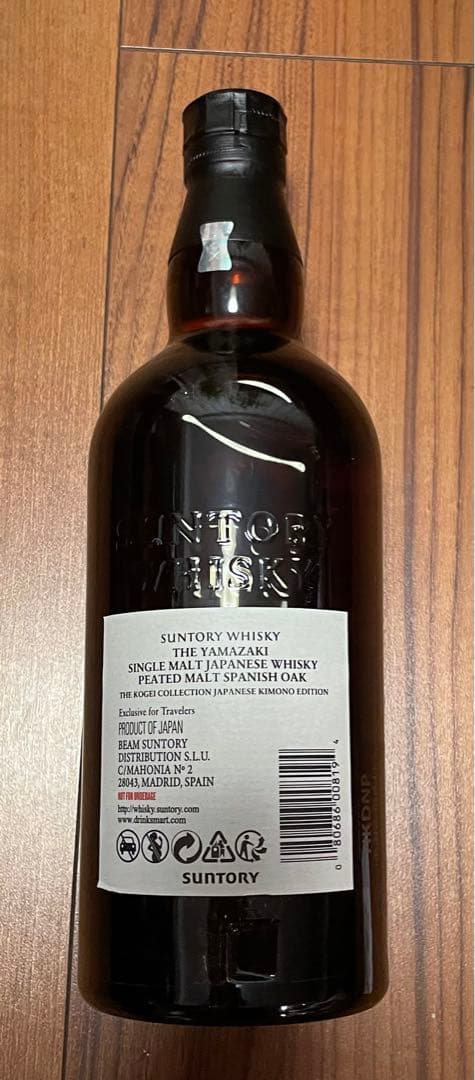 SUNTORY
WHISKY
SUNTORY WHISKY
THE YAMAZAKI
SINGLE MALT JAPANESE WHISKY
PEATED MALT SPANISH OAK
THE KOGEI COLLECTION JAPANESE KIMONO EDITION
Exclusive for Travelers
PRODUCT OF JAPAN
BEAM SUNTORY
DISTRIBUTION S.L.U.
C/MAHONIA Nº 2
28043, MADRID, SPAIN
NOT FOR UNDERAGE
http://whisky.suntory.com
www.drinksmart.com
0 80686 00819 4
SUNTORY